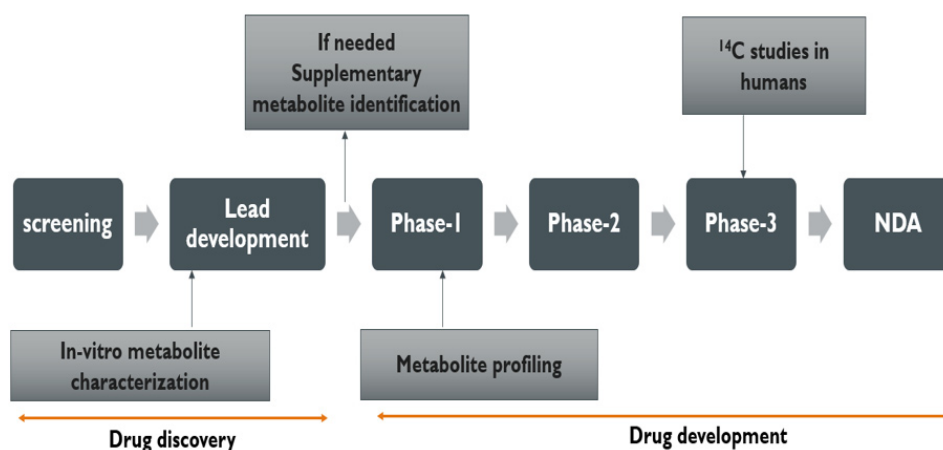 If needed
Supplementary
metabolite identification
¹⁴C studies in
humans
screening
Lead
development
Phase-1
Phase-2
Phase-3
NDA
In-vitro metabolite
characterization
Metabolite profiling
Drug discovery
Drug development